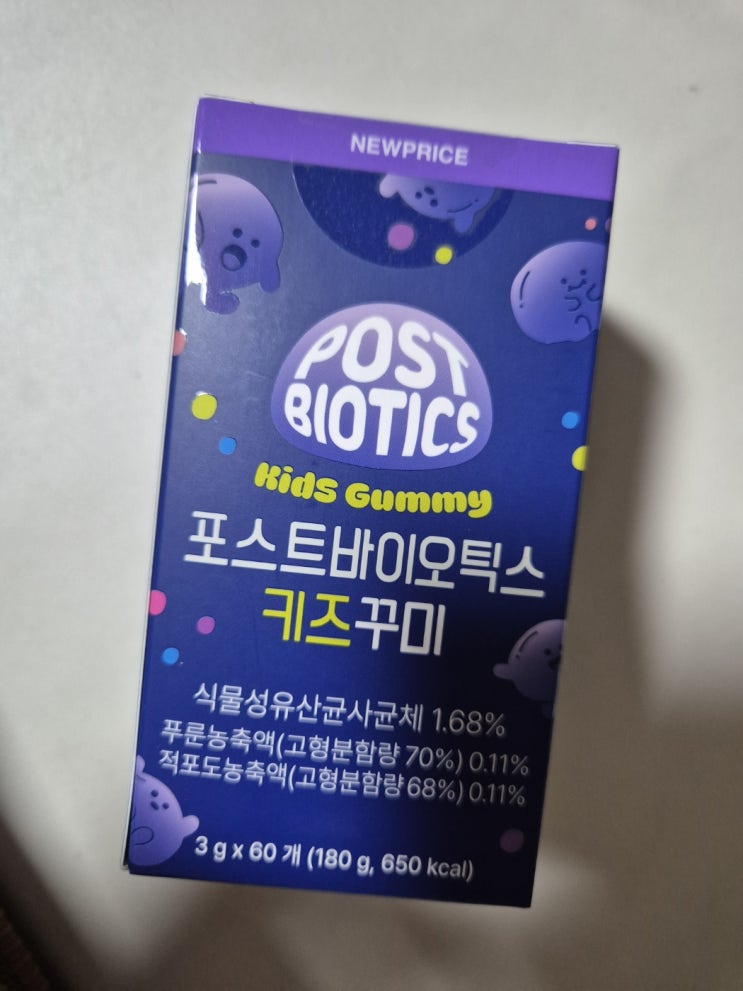 NEWPRICE
POST
BIOTICS
Kids Gummy
포스트바이오틱스
키즈꾸미
식물성유산균사균체 1.68%
푸룬농축액(고형분함량 70%) 0.11%
적포도농축액(고형분함량 68%) 0.11%
3 g x 60 개 (180 g, 650 kcal)